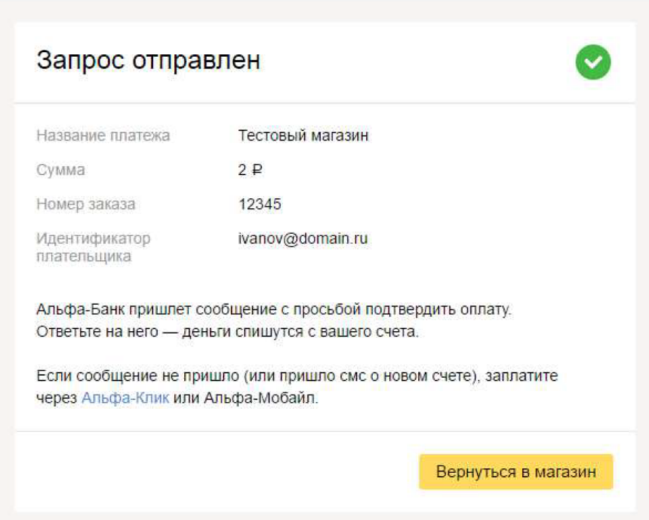 Запрос отправлен
Название платежа Тестовый магазин
Сумма 2 ₽
Номер заказа 12345
Идентификатор ivanov@domain.ru
плательщика
Альфа-Банк пришлет сообщение с просьбой подтвердить оплату.
Ответьте на него — деньги спишутся с вашего счета.
Если сообщение не пришло (или пришло смс о новом счете), заплатите
через Альфа-Клик или Альфа-Мобайл.
Вернуться в магазин